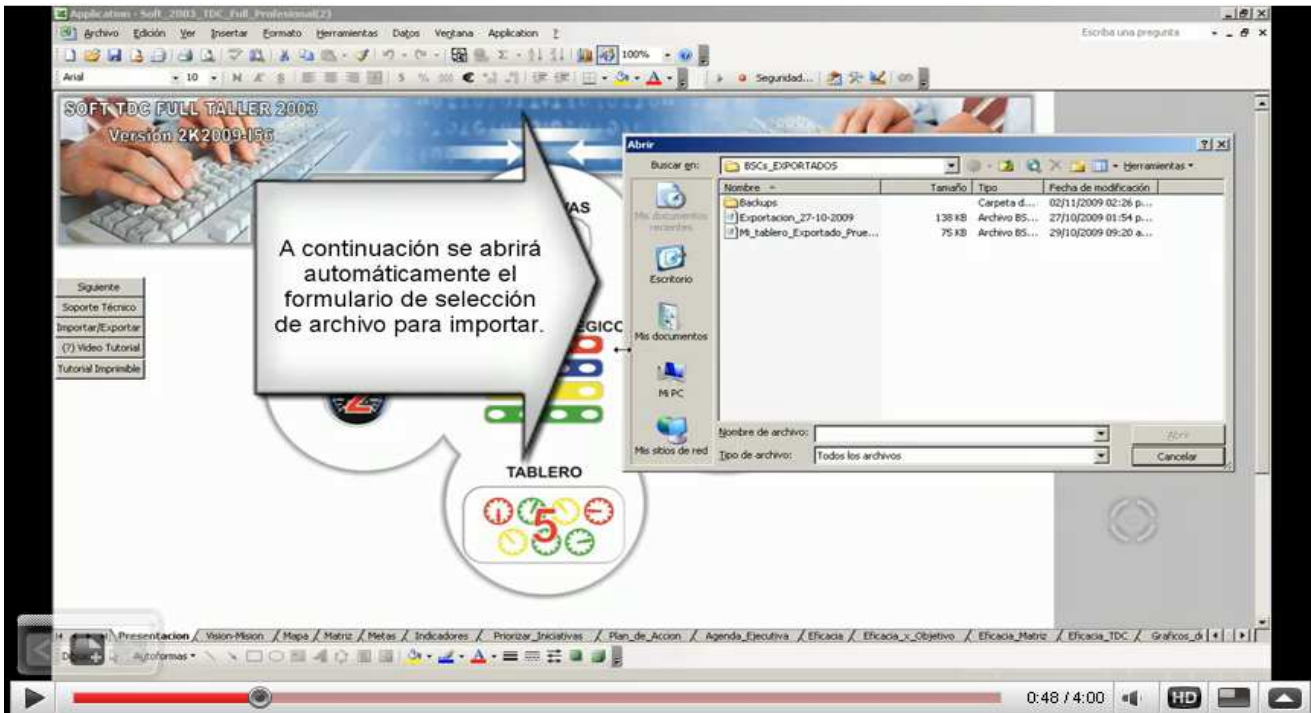 Application - Soft_2003_TDC_Full_Profesional(2)
Archivo Edición Ver Insertar Formato Herramientas Datos Ventana Application ?
Escriba una pregunta
100%
Arial 10 N K S
Seguridad...
SOFT TDC FULL TALLER 2003
Versión 2K2009-I56
Siguiente
Soporte Técnico
Importar/Exportar
(?) Video Tutorial
Tutorial Imprimible
A continuación se abrirá
automáticamente el
formulario de selección
de archivo para importar.
2
TABLERO
5
Abrir
Buscar en: BSCs_EXPORTADOS Herramientas
Nombre Tamaño Tipo Fecha de modificación
Backups Carpeta d... 02/11/2009 02:26 p...
Exportacion_27-10-2009 138 KB Archivo BS... 27/10/2009 01:54 p...
Mi_tablero_Exportado_Prue... 75 KB Archivo BS... 29/10/2009 09:20 a...
Mis documentos
recientes
Escritorio
Mis documentos
Mi PC
Mis sitios de red
Nombre de archivo: Abrir
Tipo de archivo: Todos los archivos Cancelar
Presentacion / Vision-Mision / Mapa / Matriz / Metas / Indicadores / Priorizar_Iniciativas / Plan_de_Accion / Agenda_Ejecutiva / Eficacia / Eficacia_x_Objetivo / Eficacia_Matriz / Eficacia_TDC /
Autoformas
0:48 / 4:00 HD